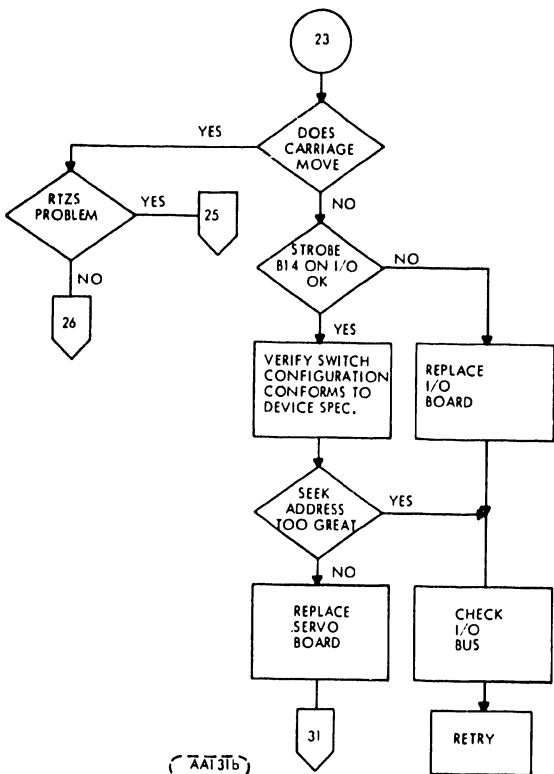 23
DOES
CARRIAGE
MOVE
YES
NO
RTZS
PROBLEM
YES
25
NO
26
STROBE
B14 ON I/O
OK
NO
YES
VERIFY SWITCH
CONFIGURATION
CONFORMS TO
DEVICE SPEC.
REPLACE
I/O
BOARD
SEEK
ADDRESS
TOO GREAT
YES
NO
REPLACE
SERVO
BOARD
CHECK
I/O
BUS
31
RETRY
AA131b